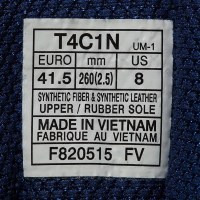 T4C1N UM-1
EURO mm US
41.5 260(2.5) 8
SYNTHETIC FIBER & SYNTHETIC LEATHER
UPPER / RUBBER SOLE
MADE IN VIETNAM
FABRIQUE AU VIETNAM
F820515 FV